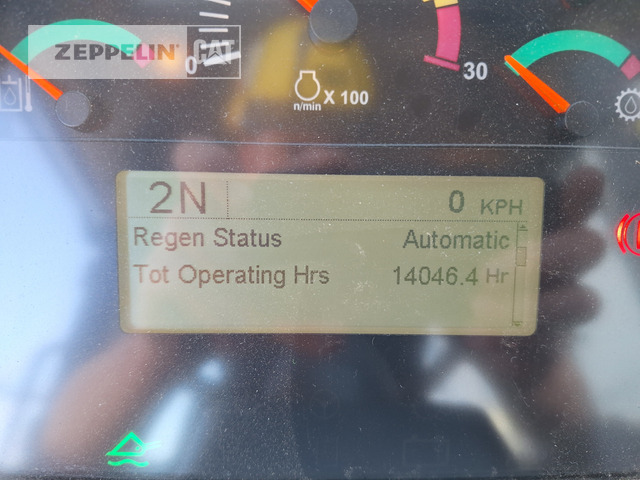 ZEPPELIN CAT
0
30
n/min X 100
2N 0 KPH
Regen Status Automatic
Tot Operating Hrs 14046.4 Hr